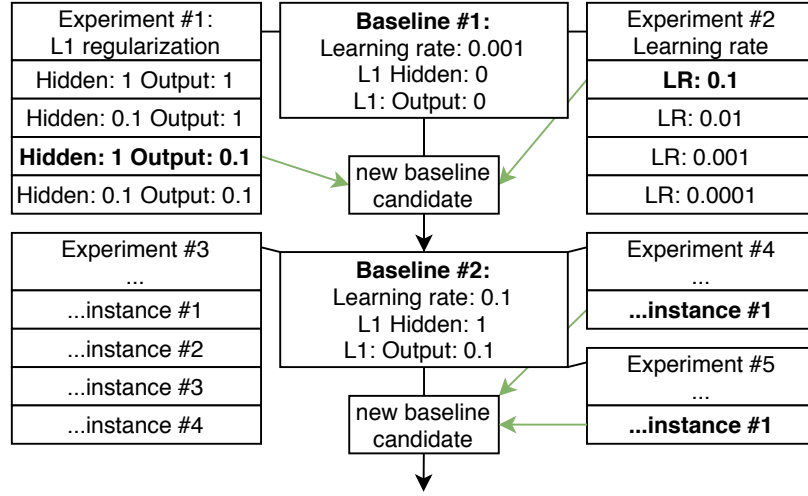 Experiment #1:
L1 regularization
Hidden: 1 Output: 1
Hidden: 0.1 Output: 1
Hidden: 1 Output: 0.1
Hidden: 0.1 Output: 0.1
Baseline #1:
Learning rate: 0.001
L1 Hidden: 0
L1: Output: 0
new baseline
candidate
Experiment #2
Learning rate
LR: 0.1
LR: 0.01
LR: 0.001
LR: 0.0001
Experiment #3
...
...instance #1
...instance #2
...instance #3
...instance #4
Baseline #2:
Learning rate: 0.1
L1 Hidden: 1
L1: Output: 0.1
new baseline
candidate
Experiment #4
...
...instance #1
Experiment #5
...
...instance #1